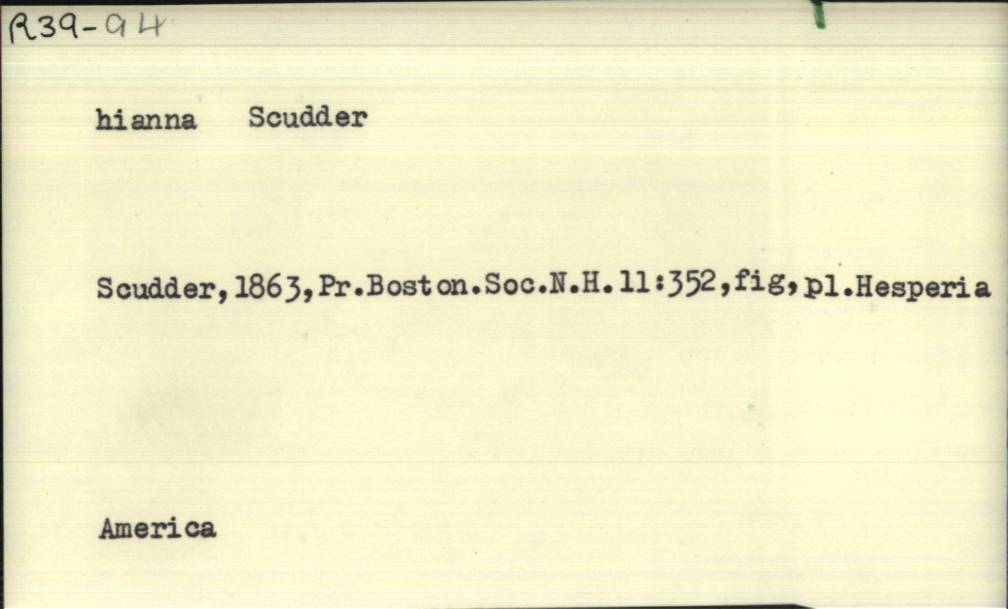 R39-94
hianna Scudder
Scudder,1863,Pr.Boston.Soc.N.H.11:352,fig,pl.Hesperia
America